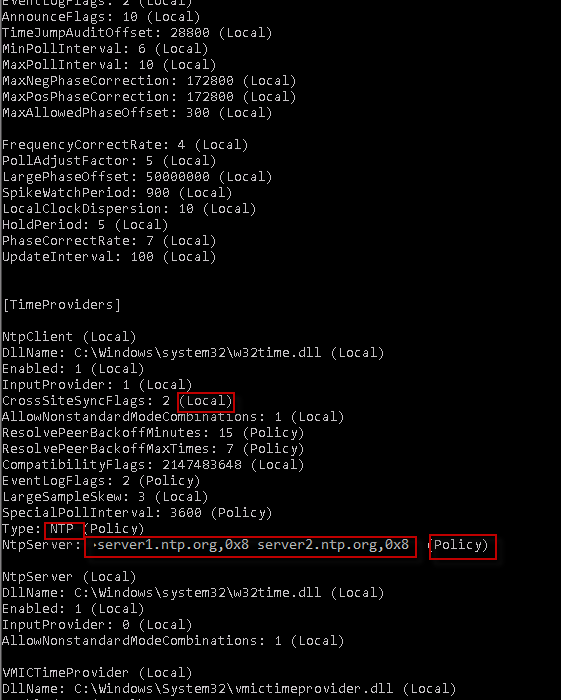 EventLogFlags: 2 (Local)
AnnounceFlags: 10 (Local)
TimeJumpAuditOffset: 28800 (Local)
MinPollInterval: 6 (Local)
MaxPollInterval: 10 (Local)
MaxNegPhaseCorrection: 172800 (Local)
MaxPosPhaseCorrection: 172800 (Local)
MaxAllowedPhaseOffset: 300 (Local)
FrequencyCorrectRate: 4 (Local)
PollAdjustFactor: 5 (Local)
LargePhaseOffset: 50000000 (Local)
SpikeWatchPeriod: 900 (Local)
LocalClockDispersion: 10 (Local)
HoldPeriod: 5 (Local)
PhaseCorrectRate: 7 (Local)
UpdateInterval: 100 (Local)
[TimeProviders]
NtpClient (Local)
DllName: C:\Windows\system32\w32time.dll (Local)
Enabled: 1 (Local)
InputProvider: 1 (Local)
CrossSiteSyncFlags: 2 (Local)
AllowNonstandardModeCombinations: 1 (Local)
ResolvePeerBackoffMinutes: 15 (Policy)
ResolvePeerBackoffMaxTimes: 7 (Policy)
CompatibilityFlags: 2147483648 (Local)
EventLogFlags: 2 (Policy)
LargeSampleSkew: 3 (Local)
SpecialPollInterval: 3600 (Policy)
Type: NTP (Policy)
NtpServer: server1.ntp.org,0x8 server2.ntp.org,0x8 (Policy)
NtpServer (Local)
DllName: C:\Windows\system32\w32time.dll (Local)
Enabled: 1 (Local)
InputProvider: 0 (Local)
AllowNonstandardModeCombinations: 1 (Local)
VMICTimeProvider (Local)
DllName: C:\Windows\System32\vmictimeprovider.dll (Local)